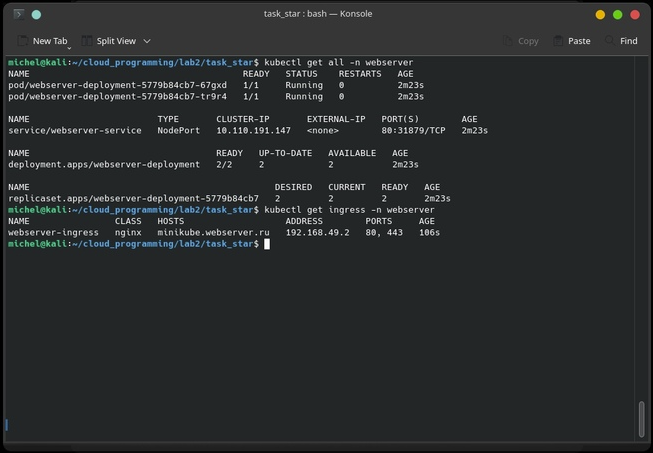 task_star : bash — Konsole
New Tab Split View Copy Paste Find
michel@kali:~/cloud_programming/lab2/task_star$ kubectl get all -n webserver
NAME READY STATUS RESTARTS AGE
pod/webserver-deployment-5779b84cb7-67gxd 1/1 Running 0 2m23s
pod/webserver-deployment-5779b84cb7-tr9r4 1/1 Running 0 2m23s
NAME TYPE CLUSTER-IP EXTERNAL-IP PORT(S) AGE
service/webserver-service NodePort 10.110.191.147 <none> 80:31879/TCP 2m23s
NAME READY UP-TO-DATE AVAILABLE AGE
deployment.apps/webserver-deployment 2/2 2 2 2m23s
NAME DESIRED CURRENT READY AGE
replicaset.apps/webserver-deployment-5779b84cb7 2 2 2 2m23s
michel@kali:~/cloud_programming/lab2/task_star$ kubectl get ingress -n webserver
NAME CLASS HOSTS ADDRESS PORTS AGE
webserver-ingress nginx minikube.webserver.ru 192.168.49.2 80, 443 106s
michel@kali:~/cloud_programming/lab2/task_star$